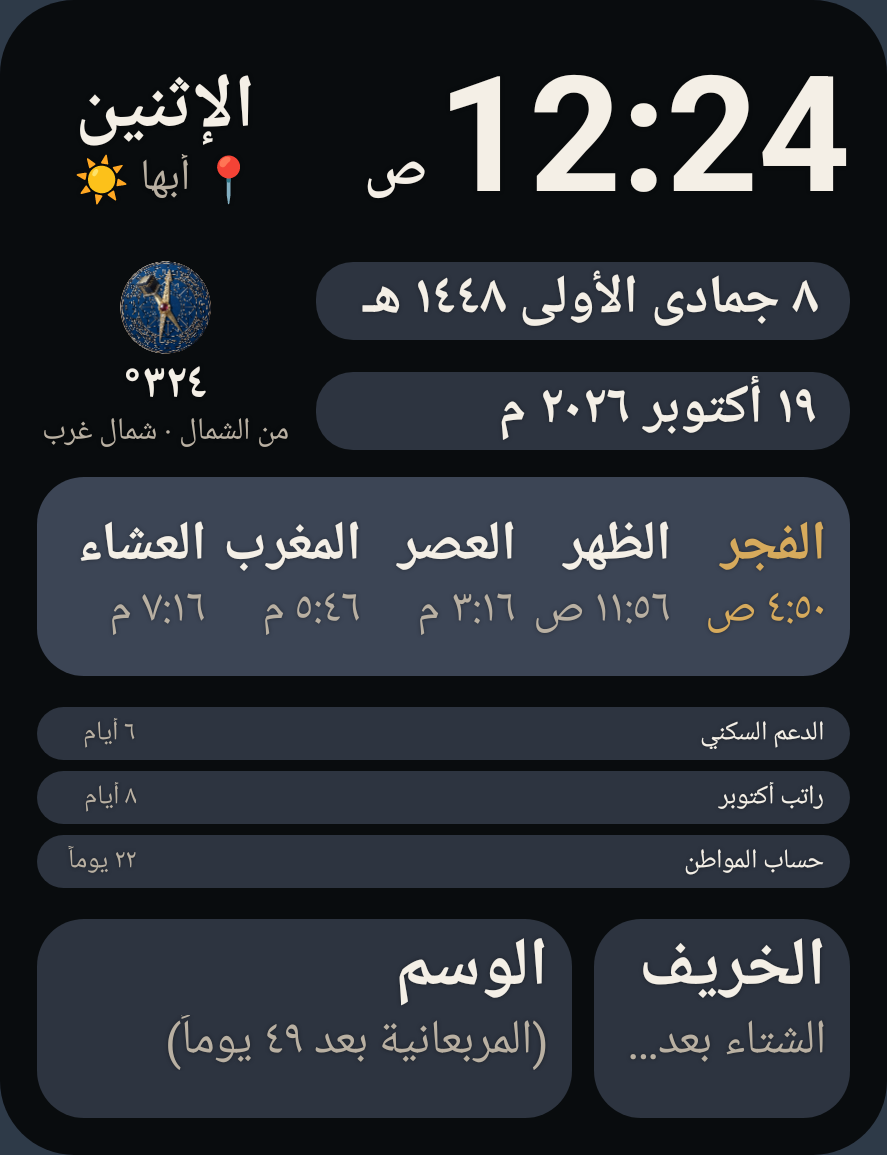 12:24 ص
الإثنين
📍 أبها ☀️
٨ جمادى الأولى ١٤٤٨ هـ
١٩ أكتوبر ٢٠٢٦ م
٣٢٤°
من الشمال · شمال غرب
الفجر الظهر العصر المغرب العشاء
٤:٥٠ ص ١١:٥٦ ص ٣:١٦ م ٥:٤٦ م ٧:١٦ م
الدعم السكني ٦ أيام
راتب أكتوبر ٨ أيام
حساب المواطن ٢٢ يوماً
الخريف
الشتاء بعد...
الوسم
(المربعانية بعد ٤٩ يوماً)